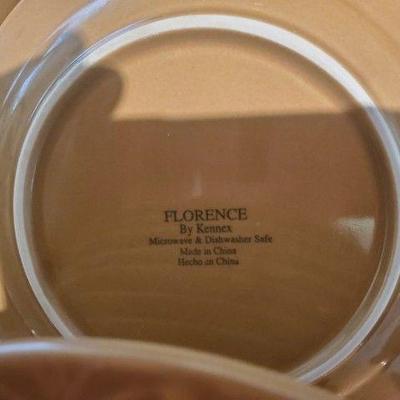 FLORENCE
By Kennex
Microwave & Dishwasher Safe
Made in China
Hecho en China